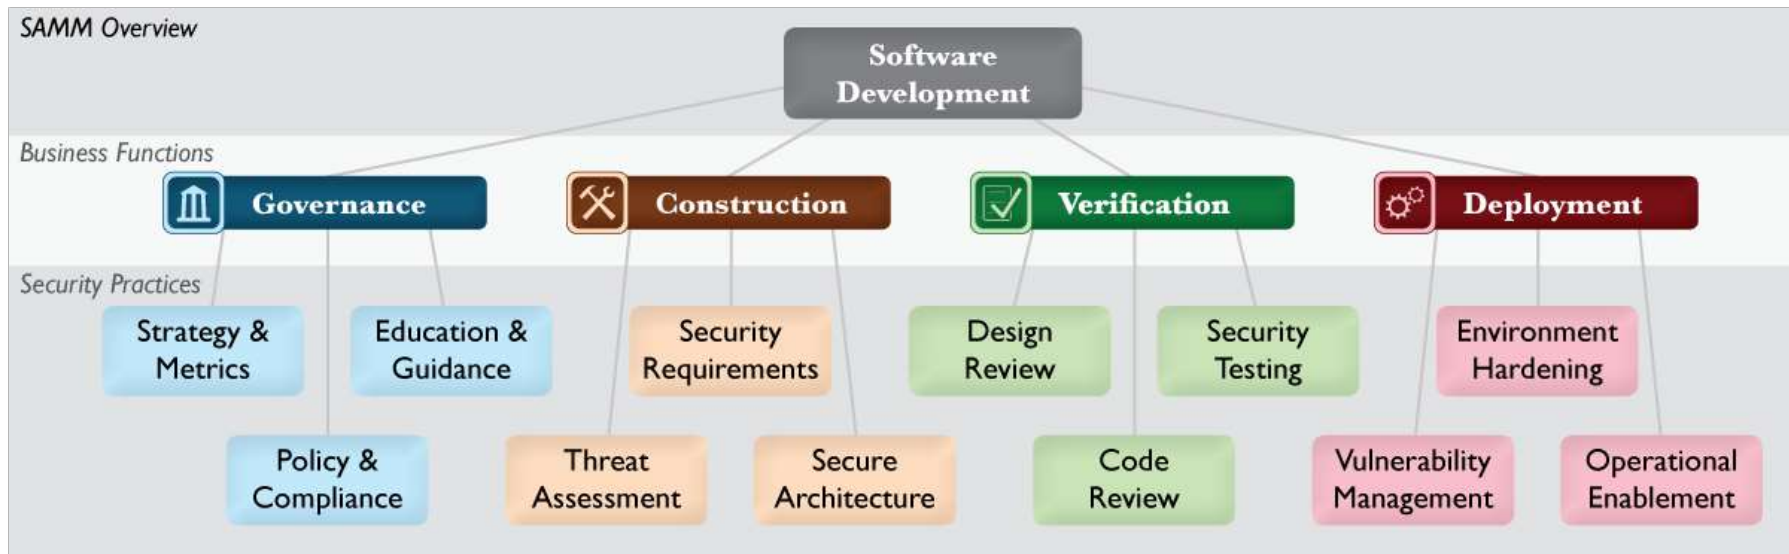 SAMM Overview
Software
Development
Business Functions
Governance
Construction
Verification
Deployment
Security Practices
Strategy &
Metrics
Education &
Guidance
Security
Requirements
Design
Review
Security
Testing
Environment
Hardening
Policy &
Compliance
Threat
Assessment
Secure
Architecture
Code
Review
Vulnerability
Management
Operational
Enablement